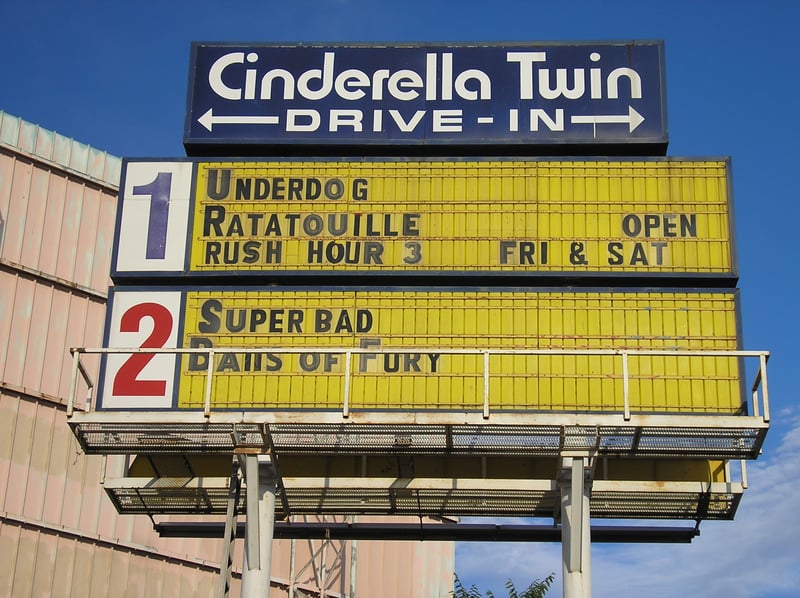 Cinderella Twin
DRIVE-IN
1
UNDERDOG
RATATOUILLE OPEN
RUSH HOUR 3 FRI & SAT
2
SUPER BAD
BAllS OF FURY